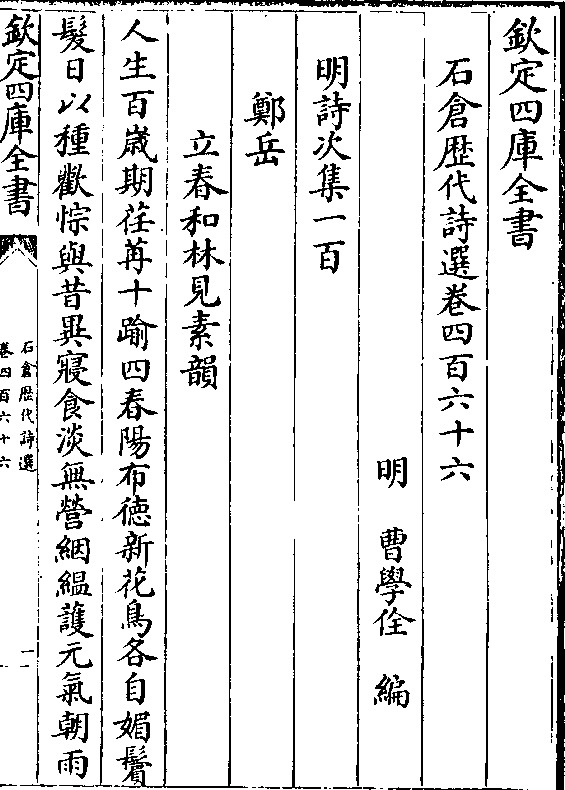 欽定四庫全書
石倉歴代詩選卷四百六十六
明 曹學佺 編
明詩次集一百
鄭岳
立春和林見素韻
人生百歳期荏苒十踰四春陽布徳新花鳥各自媚鬢
髮日以種歡悰與昔異寢食淡無營絪緼護元氣朝雨
欽定四庫全書
石倉歴代詩選
卷四百六十六
一